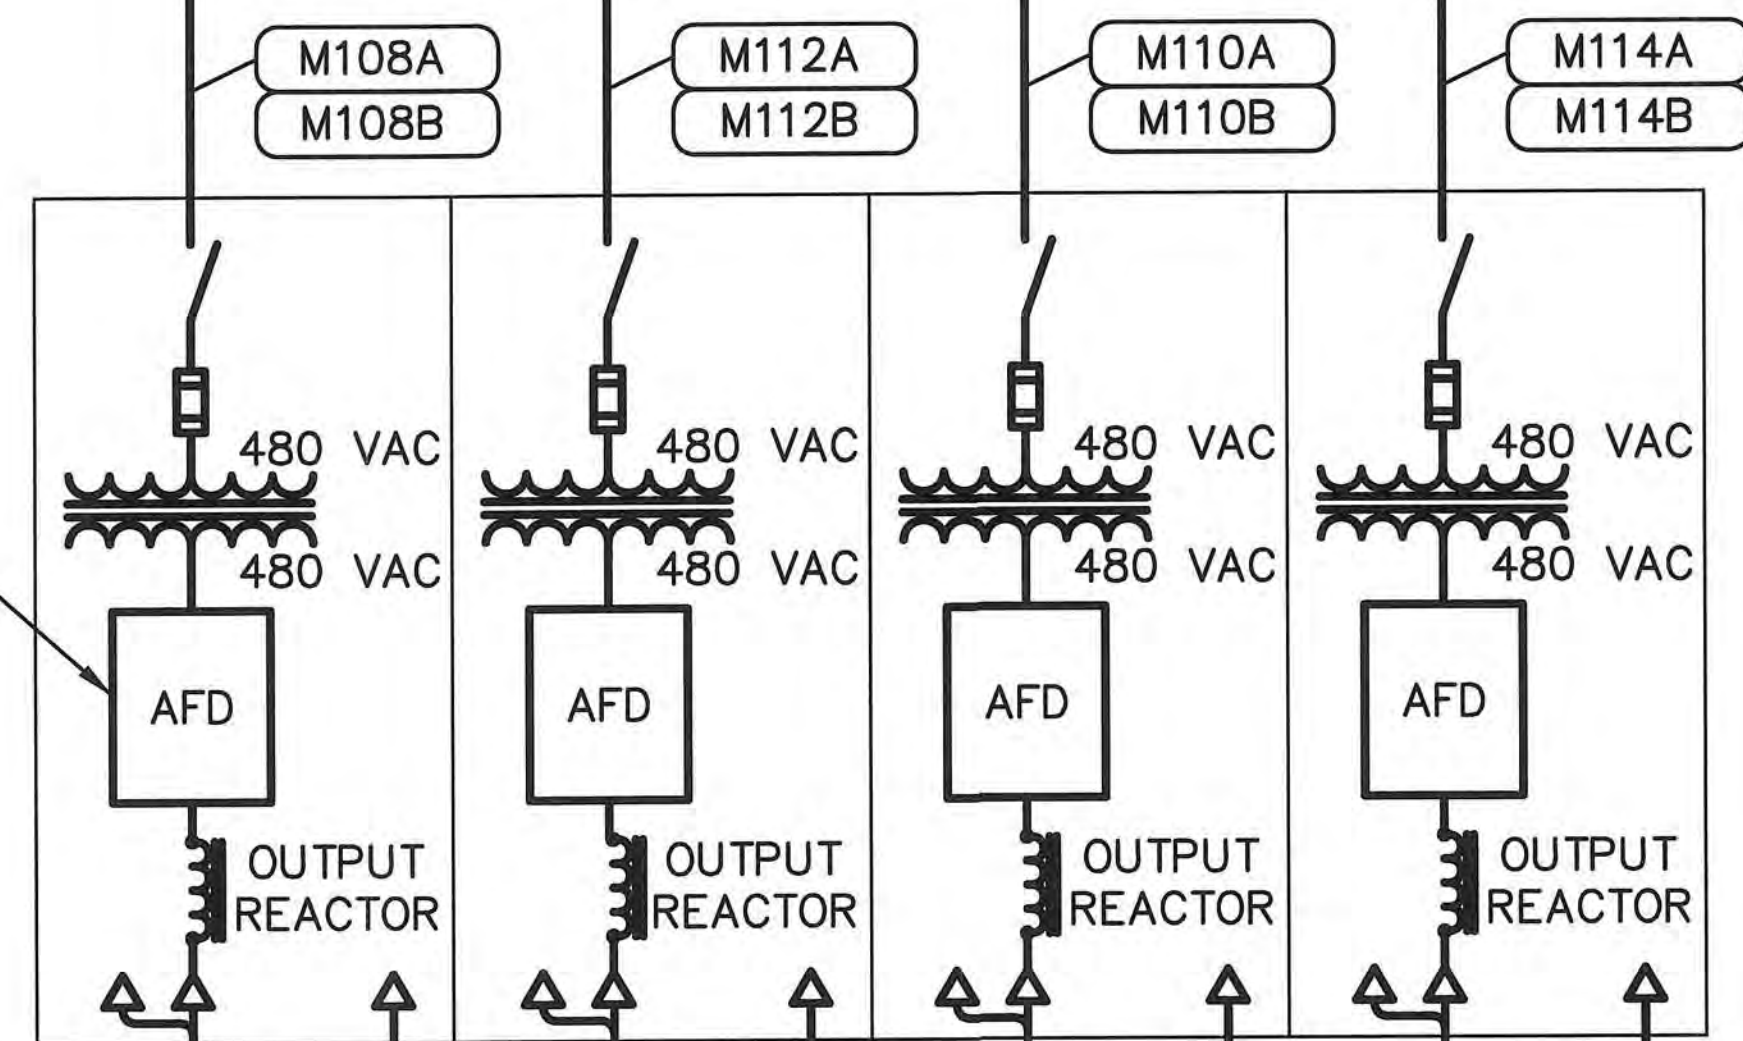 M108A
M108B
M112A
M112B
M110A
M110B
M114A
M114B
480 VAC
480 VAC
480 VAC
480 VAC
480 VAC
480 VAC
480 VAC
480 VAC
AFD
AFD
AFD
AFD
OUTPUT
REACTOR
OUTPUT
REACTOR
OUTPUT
REACTOR
OUTPUT
REACTOR